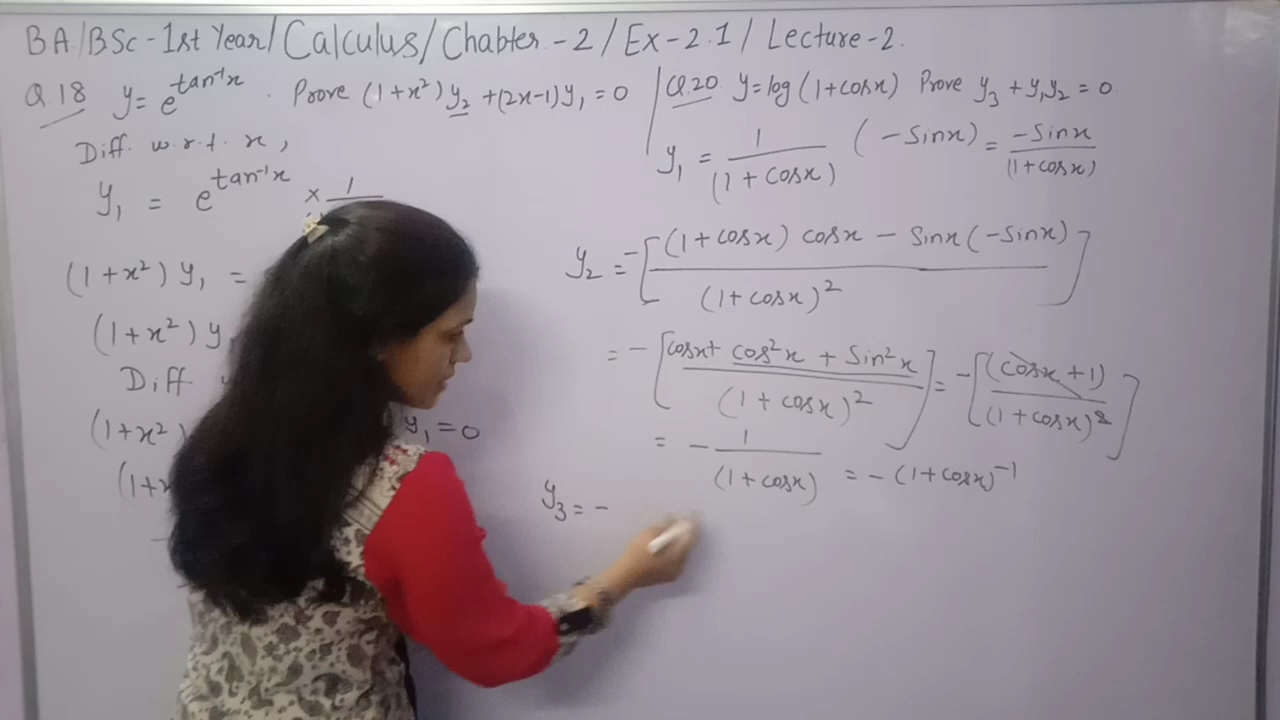 BA/BSc-1st Year/Calculus/Chabter-2/Ex-2.1/Lecture-2.
Q.18 y = e^{tan⁻¹x} . Prove (1+x²)y₂+(2x-1)y₁=0
Diff. w.r.t. x,
y₁ = e^{tan⁻¹x} × 1
(1+x²) y₁ =
(1+x²) y
Diff.
(1+x²) y₁=0
(1+x
Q.20 y=log(1+cosx) Prove y₃+y₁y₂=0
y₁ = 1/(1+cosx) (-Sinx) = -Sinx/(1+cosx)
y₂ = -[(1+cosx) cosx - Sinx(-Sinx)/(1+cosx)²]
= -[cosx+cos²x+Sin²x/(1+cosx)²] = -[(cosx+1)/(1+cosx)²]
= -1/(1+cosx) = -(1+cosx)⁻¹
y₃ = -